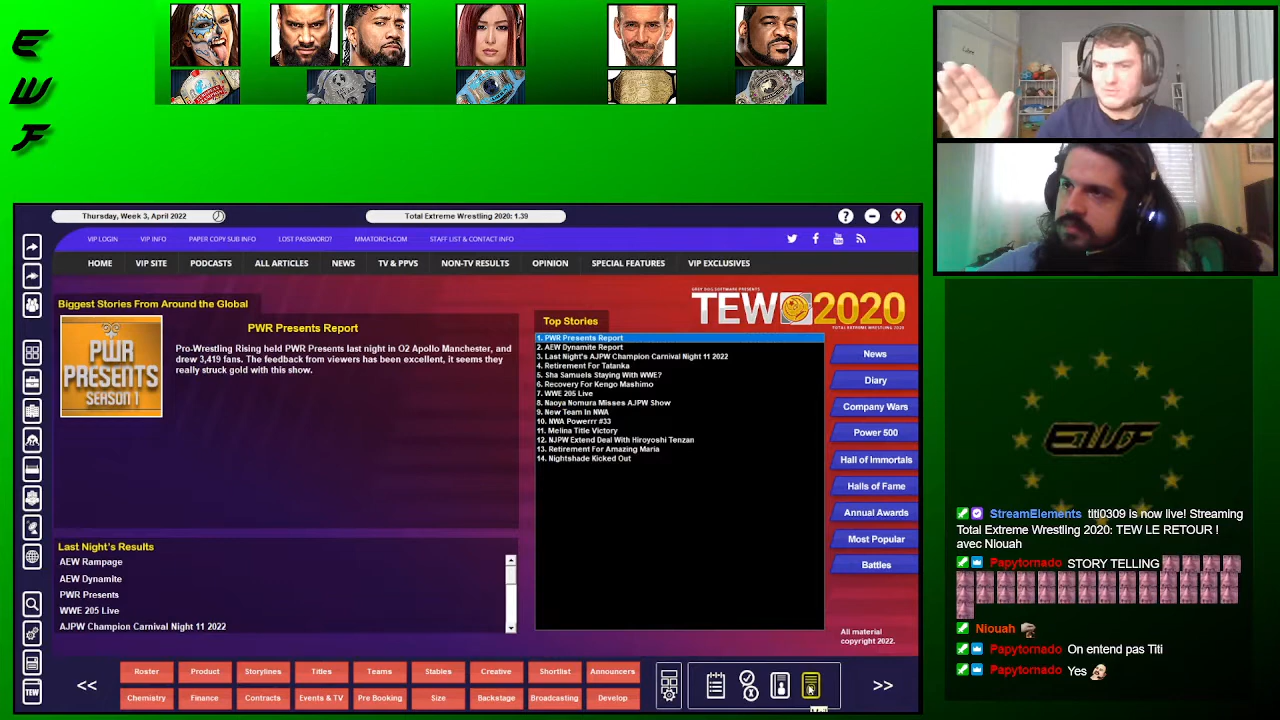 E
W
F
Thursday, Week 3, April 2022
Total Extreme Wrestling 2020: 1.39
?
X
VIP LOGIN
VIP INFO
PAPER COPY SUB INFO
LOST PASSWORD?
MMATORCH.COM
STAFF LIST & CONTACT INFO
HOME
VIP SITE
PODCASTS
ALL ARTICLES
NEWS
TV & PPVS
NON-TV RESULTS
OPINION
SPECIAL FEATURES
VIP EXCLUSIVES
Biggest Stories From Around the Global
PWR PRESENTS SEASON 1
PWR Presents Report
Pro-Wrestling Rising held PWR Presents last night in O2 Apollo Manchester, and
drew 3,419 fans. The feedback from viewers has been excellent, it seems they
really struck gold with this show.
GREY DOG SOFTWARE PRESENTS
TEW 2020
TOTAL EXTREME WRESTLING 2020
Top Stories
1. PWR Presents Report
2. AEW Dynamite Report
3. Last Night's AJPW Champion Carnival Night 11 2022
4. Retirement For Tatanka
5. Sha Samuels Staying With WWE?
6. Recovery For Kengo Mashimo
7. WWE 205 Live
8. Naoya Nomura Misses AJPW Show
9. New Team In NWA
10. NWA Powerrr #33
11. Melina Title Victory
12. NJPW Extend Deal With Hiroyoshi Tenzan
13. Retirement For Amazing Maria
14. Nightshade Kicked Out
News
Diary
Company Wars
Power 500
Hall of Immortals
Halls of Fame
Annual Awards
Most Popular
Battles
Last Night's Results
AEW Rampage
AEW Dynamite
PWR Presents
WWE 205 Live
AJPW Champion Carnival Night 11 2022
All material
copyright 2022.
TEW
<<
Roster
Product
Storylines
Titles
Teams
Stables
Creative
Shortlist
Announcers
Chemistry
Finance
Contracts
Events & TV
Pre Booking
Size
Backstage
Broadcasting
Develop
>>
EWF
StreamElements titi0309 is now live! Streaming
Total Extreme Wrestling 2020: TEW LE RETOUR !
avec Niouah
Papytornado STORY TELLING
Niouah
Papytornado On entend pas Titi
Papytornado Yes